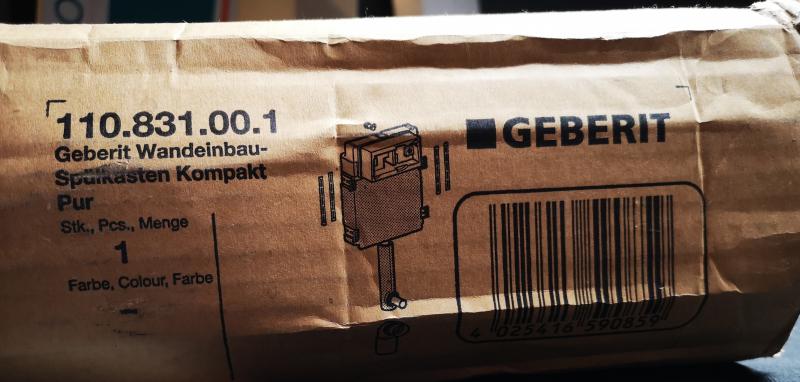 110.831.00.1
Geberit Wandeinbau-
Spülkasten Kompakt
Pur
Stk., Pcs., Menge
1
Farbe, Colour, Farbe
-
GEBERIT
4 025416 590859